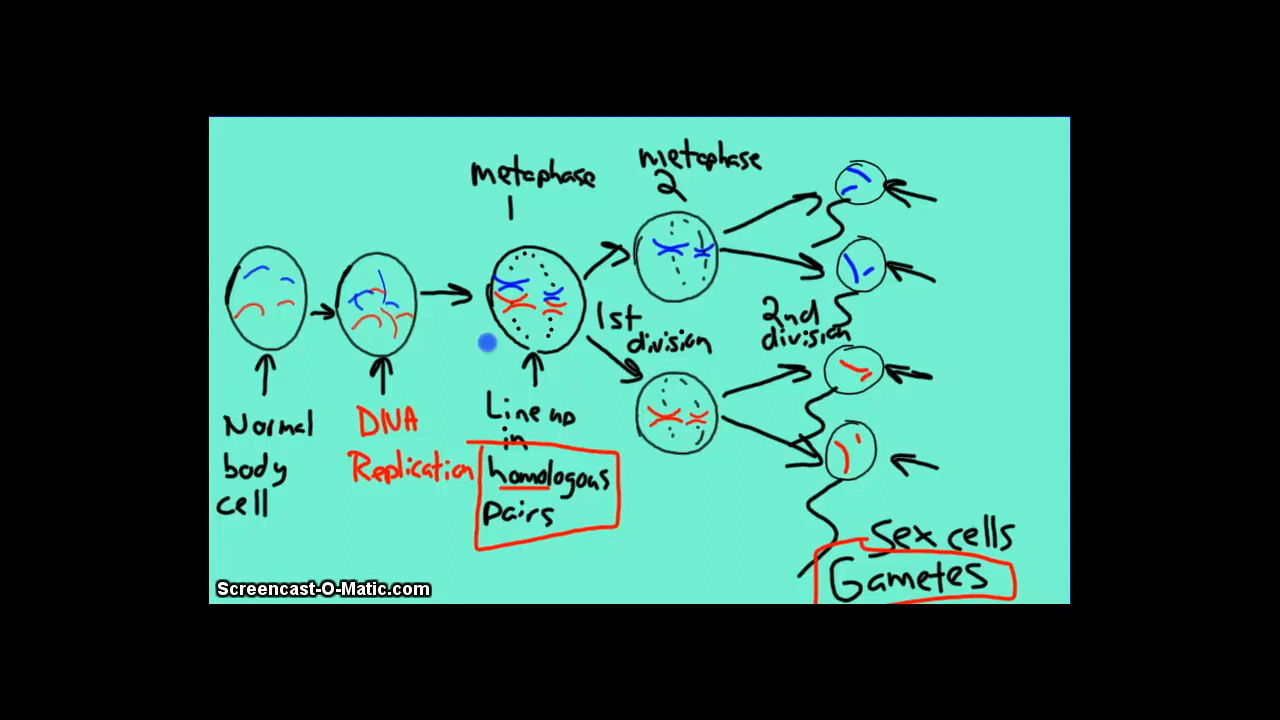 metaphase
1
metaphase
2
1st
division
2nd
division
Normal
body
cell
DNA
Replication
Line up
in
homologous
pairs
Sex cells
Gametes
Screencast-O-Matic.com